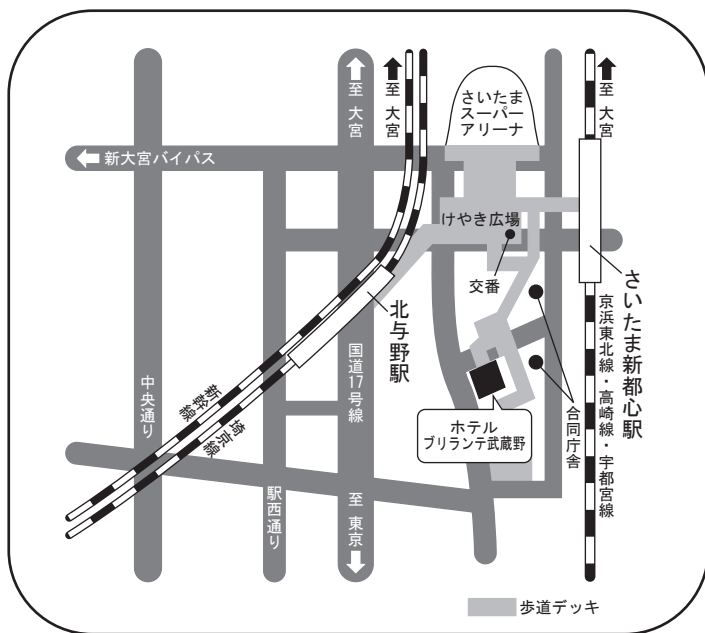 至 大宮
至 大宮
さいたま
スーパー
アリーナ
至 大宮
新大宮バイパス
けやき広場
交番
北与野駅
さいたま新都心駅
京浜東北線・高崎線・宇都宮線
国道17号線
中央通り
新幹線
埼京線
ホテル
ブリランテ武蔵野
合同庁舎
駅西通り
至 東京
歩道デッキ